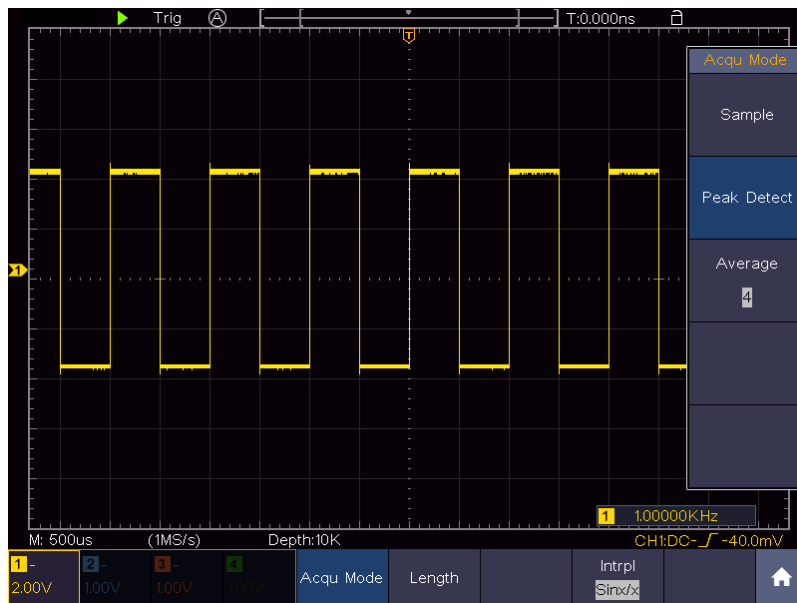 Trig A T:0.000ns
T
Acqu Mode
Sample
Peak Detect
Average
4
1
1 1.00000KHz
M: 500us (1MS/s) Depth:10K CH1:DC- -40.0mV
1 - 2 - 3 - 4 -
2.00V 1.00V 1.00V 1.00V
Acqu Mode Length Intrpl
Sinx/x